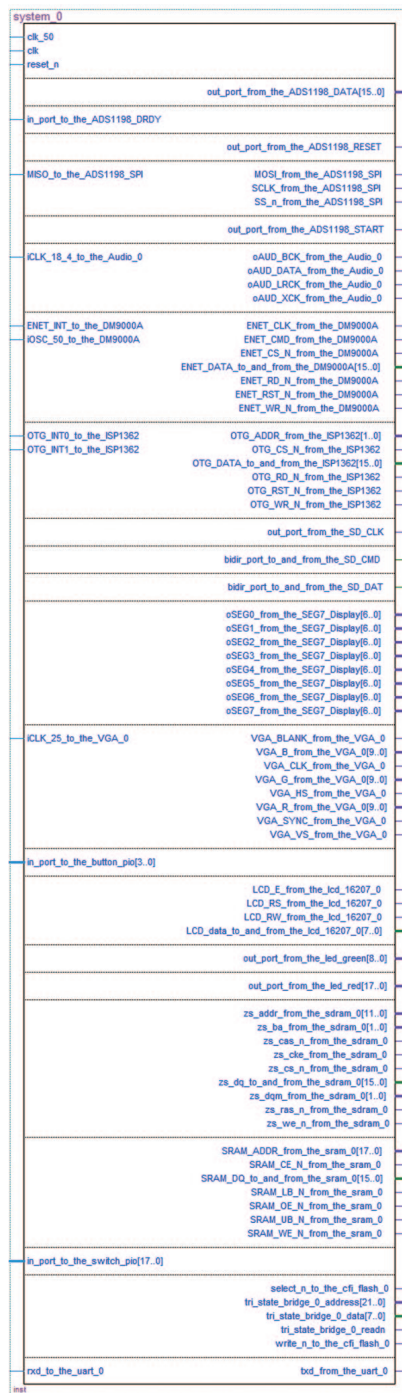 system_0
clk_50
clk
reset_n
out_port_from_the_ADS1198_DATA[15..0]
in_port_to_the_ADS1198_DRDY
out_port_from_the_ADS1198_RESET
MISO_to_the_ADS1198_SPI MOSI_from_the_ADS1198_SPI
SCLK_from_the_ADS1198_SPI
SS_n_from_the_ADS1198_SPI
out_port_from_the_ADS1198_START
iCLK_18_4_to_the_Audio_0 oAUD_BCK_from_the_Audio_0
oAUD_DATA_from_the_Audio_0
oAUD_LRCK_from_the_Audio_0
oAUD_XCK_from_the_Audio_0
ENET_INT_to_the_DM9000A ENET_CLK_from_the_DM9000A
iOSC_50_to_the_DM9000A ENET_CMD_from_the_DM9000A
ENET_CS_N_from_the_DM9000A
ENET_DATA_to_and_from_the_DM9000A[15..0]
ENET_RD_N_from_the_DM9000A
ENET_RST_N_from_the_DM9000A
ENET_WR_N_from_the_DM9000A
OTG_INT0_to_the_ISP1362 OTG_ADDR_from_the_ISP1362[1..0]
OTG_INT1_to_the_ISP1362 OTG_CS_N_from_the_ISP1362
OTG_DATA_to_and_from_the_ISP1362[15..0]
OTG_RD_N_from_the_ISP1362
OTG_RST_N_from_the_ISP1362
OTG_WR_N_from_the_ISP1362
out_port_from_the_SD_CLK
bidir_port_to_and_from_the_SD_CMD
bidir_port_to_and_from_the_SD_DAT
oSEG0_from_the_SEG7_Display[6..0]
oSEG1_from_the_SEG7_Display[6..0]
oSEG2_from_the_SEG7_Display[6..0]
oSEG3_from_the_SEG7_Display[6..0]
oSEG4_from_the_SEG7_Display[6..0]
oSEG5_from_the_SEG7_Display[6..0]
oSEG6_from_the_SEG7_Display[6..0]
oSEG7_from_the_SEG7_Display[6..0]
iCLK_25_to_the_VGA_0 VGA_BLANK_from_the_VGA_0
VGA_B_from_the_VGA_0[9..0]
VGA_CLK_from_the_VGA_0
VGA_G_from_the_VGA_0[9..0]
VGA_HS_from_the_VGA_0
VGA_R_from_the_VGA_0[9..0]
VGA_SYNC_from_the_VGA_0
VGA_VS_from_the_VGA_0
in_port_to_the_button_pio[3..0]
LCD_E_from_the_lcd_16207_0
LCD_RS_from_the_lcd_16207_0
LCD_RW_from_the_lcd_16207_0
LCD_data_to_and_from_the_lcd_16207_0[7..0]
out_port_from_the_led_green[8..0]
out_port_from_the_led_red[17..0]
zs_addr_from_the_sdram_0[11..0]
zs_ba_from_the_sdram_0[1..0]
zs_cas_n_from_the_sdram_0
zs_cke_from_the_sdram_0
zs_cs_n_from_the_sdram_0
zs_dq_to_and_from_the_sdram_0[15..0]
zs_dqm_from_the_sdram_0[1..0]
zs_ras_n_from_the_sdram_0
zs_we_n_from_the_sdram_0
SRAM_ADDR_from_the_sram_0[17..0]
SRAM_CE_N_from_the_sram_0
SRAM_DQ_to_and_from_the_sram_0[15..0]
SRAM_LB_N_from_the_sram_0
SRAM_OE_N_from_the_sram_0
SRAM_UB_N_from_the_sram_0
SRAM_WE_N_from_the_sram_0
in_port_to_the_switch_pio[17..0]
select_n_to_the_cfi_flash_0
tri_state_bridge_0_address[21..0]
tri_state_bridge_0_data[7..0]
tri_state_bridge_0_readn
write_n_to_the_cfi_flash_0
rxd_to_the_uart_0 txd_from_the_uart_0
inst